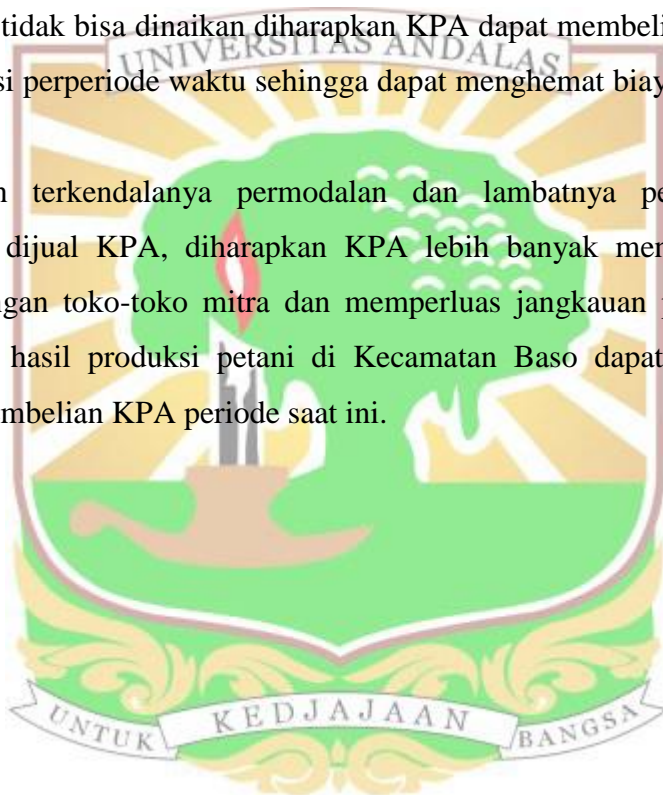 tidak bisa dinaikan diharapkan KPA dapat membeli
UNIVERSITAS ANDALAS
si perperiode waktu sehingga dapat menghemat biay
terkendalanya permodalan dan lambatnya pe
dijual KPA, diharapkan KPA lebih banyak men
ngan toko-toko mitra dan memperluas jangkauan
hasil produksi petani di Kecamatan Baso dapat
mbelian KPA periode saat ini.
UNTUK KEDJAJAAN BANGSA